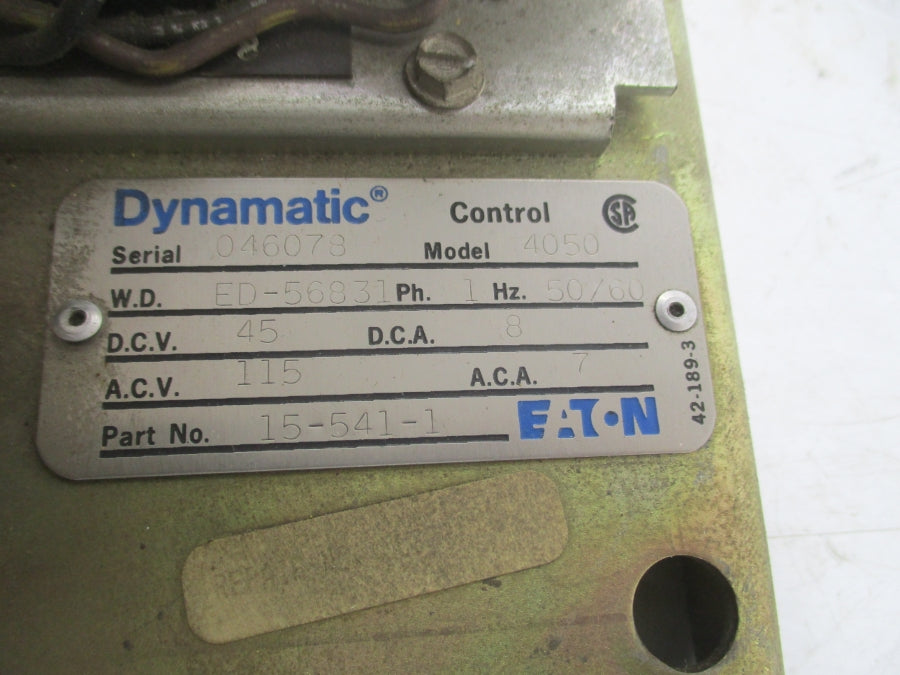 Dynamatic® Control SA
Serial 046078 Model 4050
W.D. ED-56831 Ph. 1 Hz. 50/60
D.C.V. 45 D.C.A. 8
A.C.V. 115 A.C.A. 7
Part No. 15-541-1 EATON
42-189-3